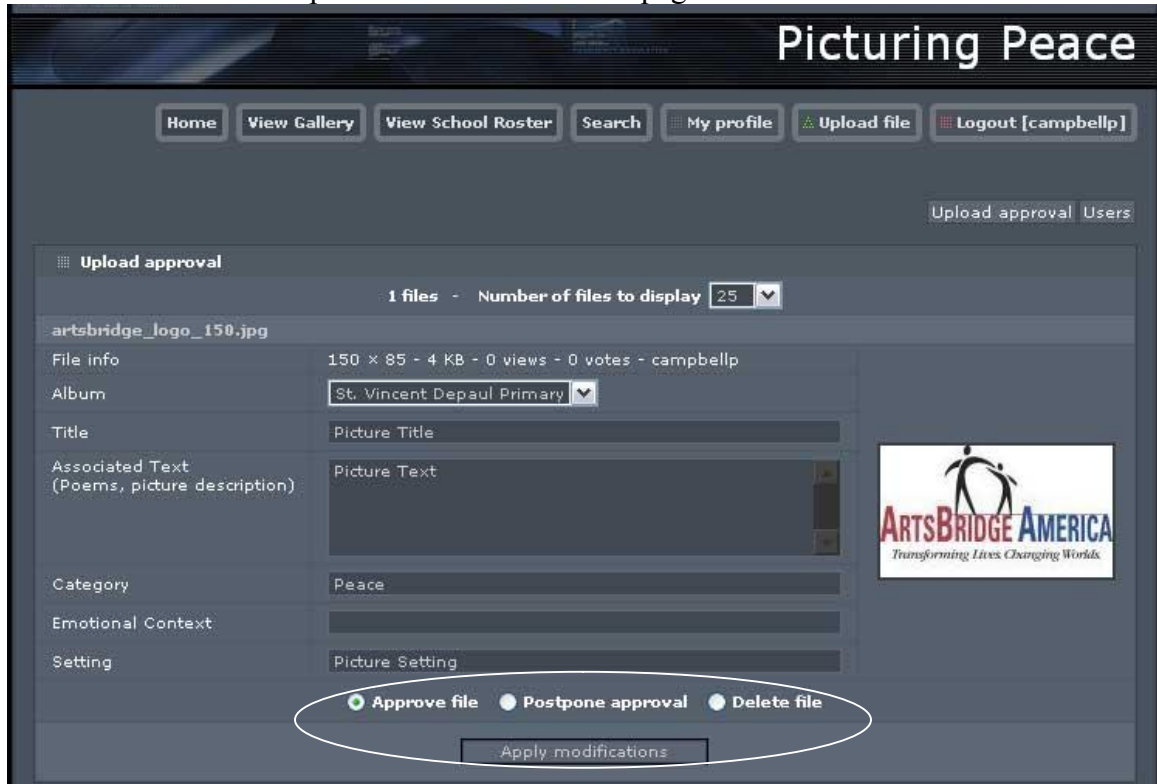 Picturing Peace
Home View Gallery View School Roster Search My profile Upload file Logout [campbellp]
Upload approval Users
Upload approval
1 files - Number of files to display 25
artsbridge_logo_150.jpg
File info 150 × 85 - 4 KB - 0 views - 0 votes - campbellp
Album St. Vincent Depaul Primary
Title Picture Title
Associated Text
(Poems, picture description) Picture Text
ARTSBRIDGE AMERICA
Transforming Lives Changing Worlds
Category Peace
Emotional Context
Setting Picture Setting
Approve file Postpone approval Delete file
Apply modifications